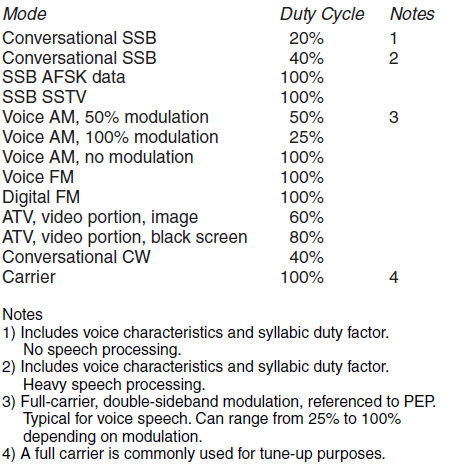 Mode Duty Cycle Notes
Conversational SSB 20% 1
Conversational SSB 40% 2
SSB AFSK data 100%
SSB SSTV 100%
Voice AM, 50% modulation 50% 3
Voice AM, 100% modulation 25%
Voice AM, no modulation 100%
Voice FM 100%
Digital FM 100%
ATV, video portion, image 60%
ATV, video portion, black screen 80%
Conversational CW 40%
Carrier 100% 4
Notes
1) Includes voice characteristics and syllabic duty factor.
No speech processing.
2) Includes voice characteristics and syllabic duty factor.
Heavy speech processing.
3) Full-carrier, double-sideband modulation, referenced to PEP.
Typical for voice speech. Can range from 25% to 100%
depending on modulation.
4) A full carrier is commonly used for tune-up purposes.